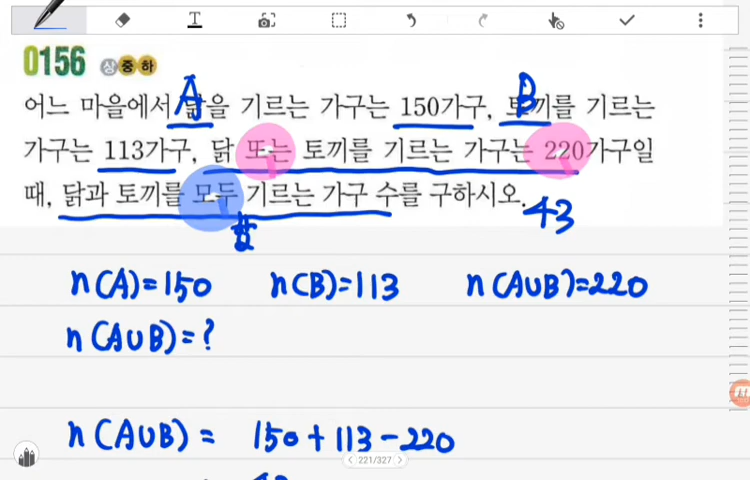 T
0156 상 중 하
어느 마을에서 닭을 기르는 가구는 150가구, 토끼를 기르는
A B
가구는 113가구, 닭 또는 토끼를 기르는 가구는 220가구일
때, 닭과 토끼를 모두 기르는 가구 수를 구하시오.
43
n(A)=150 n(B)=113 n(A∪B)=220
n(A∪B)=?
n(A∪B)= 150+113-220
221/327